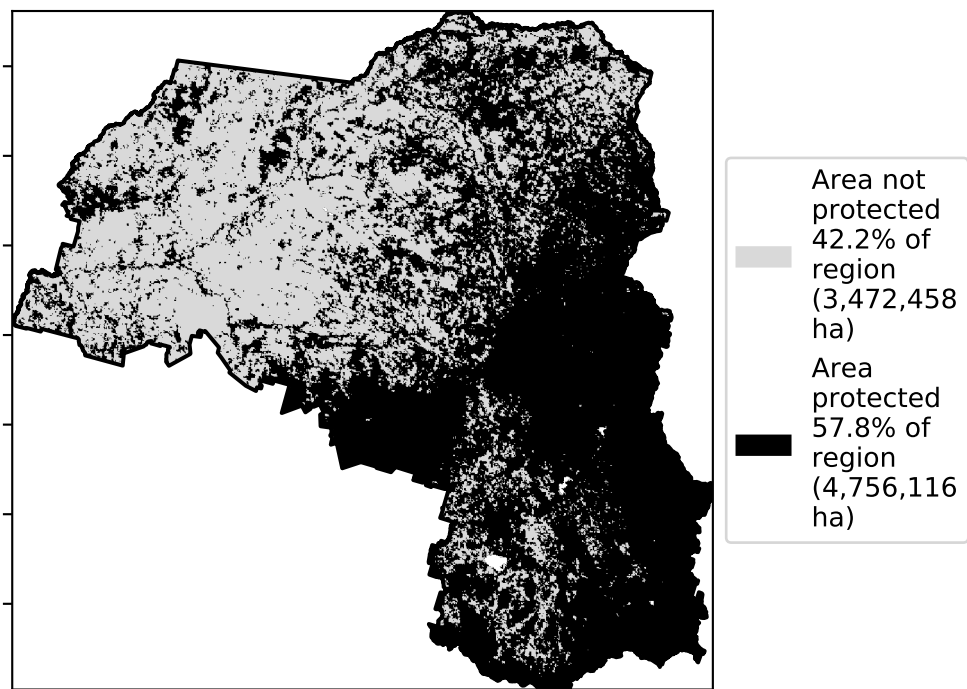 Area not
protected
42.2% of
region
(3,472,458
ha)
Area
protected
57.8% of
region
(4,756,116
ha)